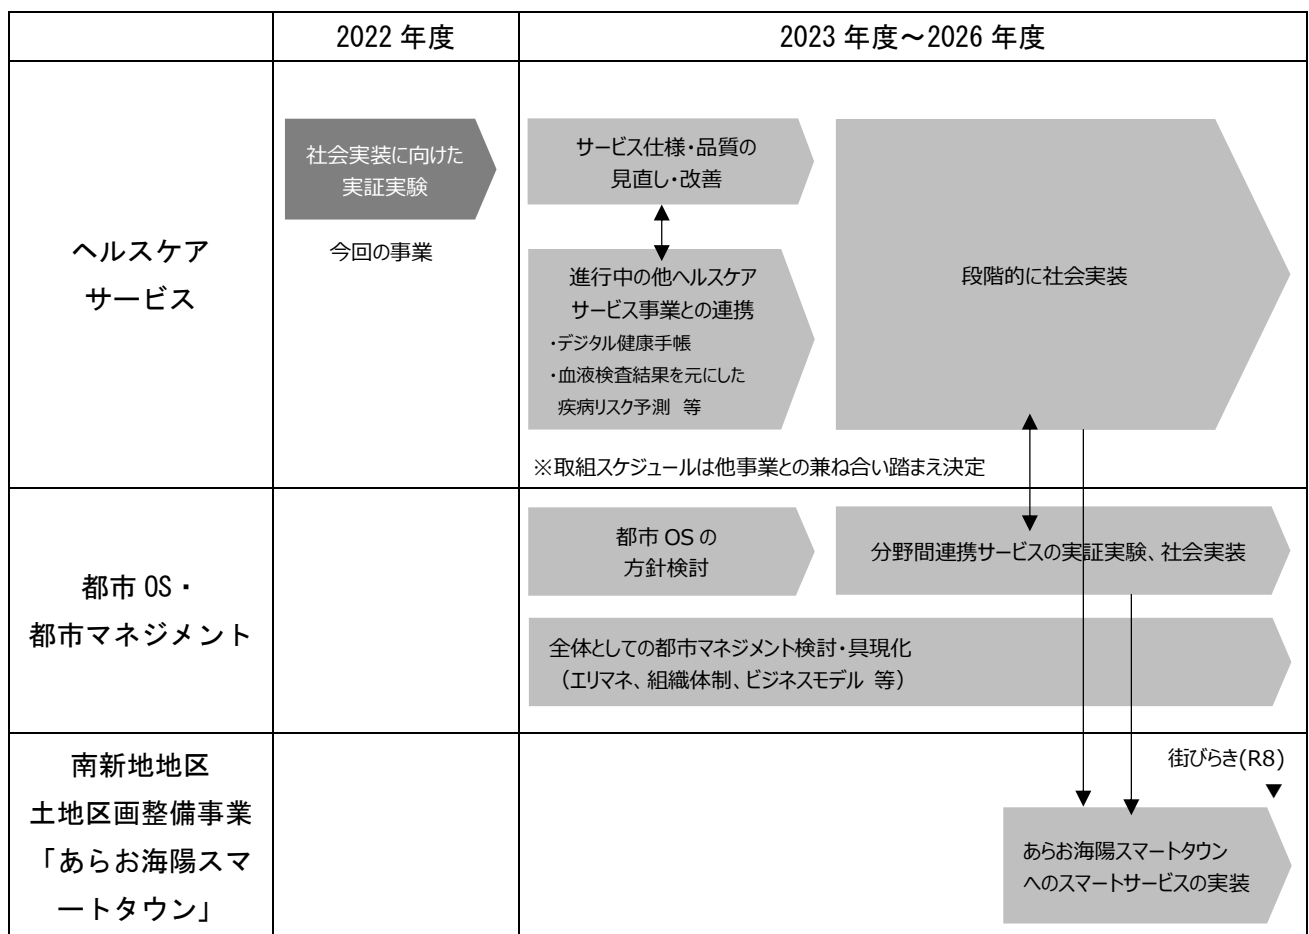 2022 年度
2023 年度～2026 年度
ヘルスケア
サービス
社会実装に向けた
実証実験
今回の事業
サービス仕様・品質の
見直し・改善
進行中の他ヘルスケア
サービス事業との連携
・デジタル健康手帳
・血液検査結果を元にした
疾病リスク予測 等
段階的に社会実装
※取組スケジュールは他事業との兼ね合い踏まえ決定
都市 OS・
都市マネジメント
都市 OS の
方針検討
分野間連携サービスの実証実験、社会実装
全体としての都市マネジメント検討・具現化
（エリマネ、組織体制、ビジネスモデル 等）
南新地地区
土地区画整備事業
「あらお海陽スマ
ートタウン」
街びらき(R8)
▼
あらお海陽スマートタウン
へのスマートサービスの実装